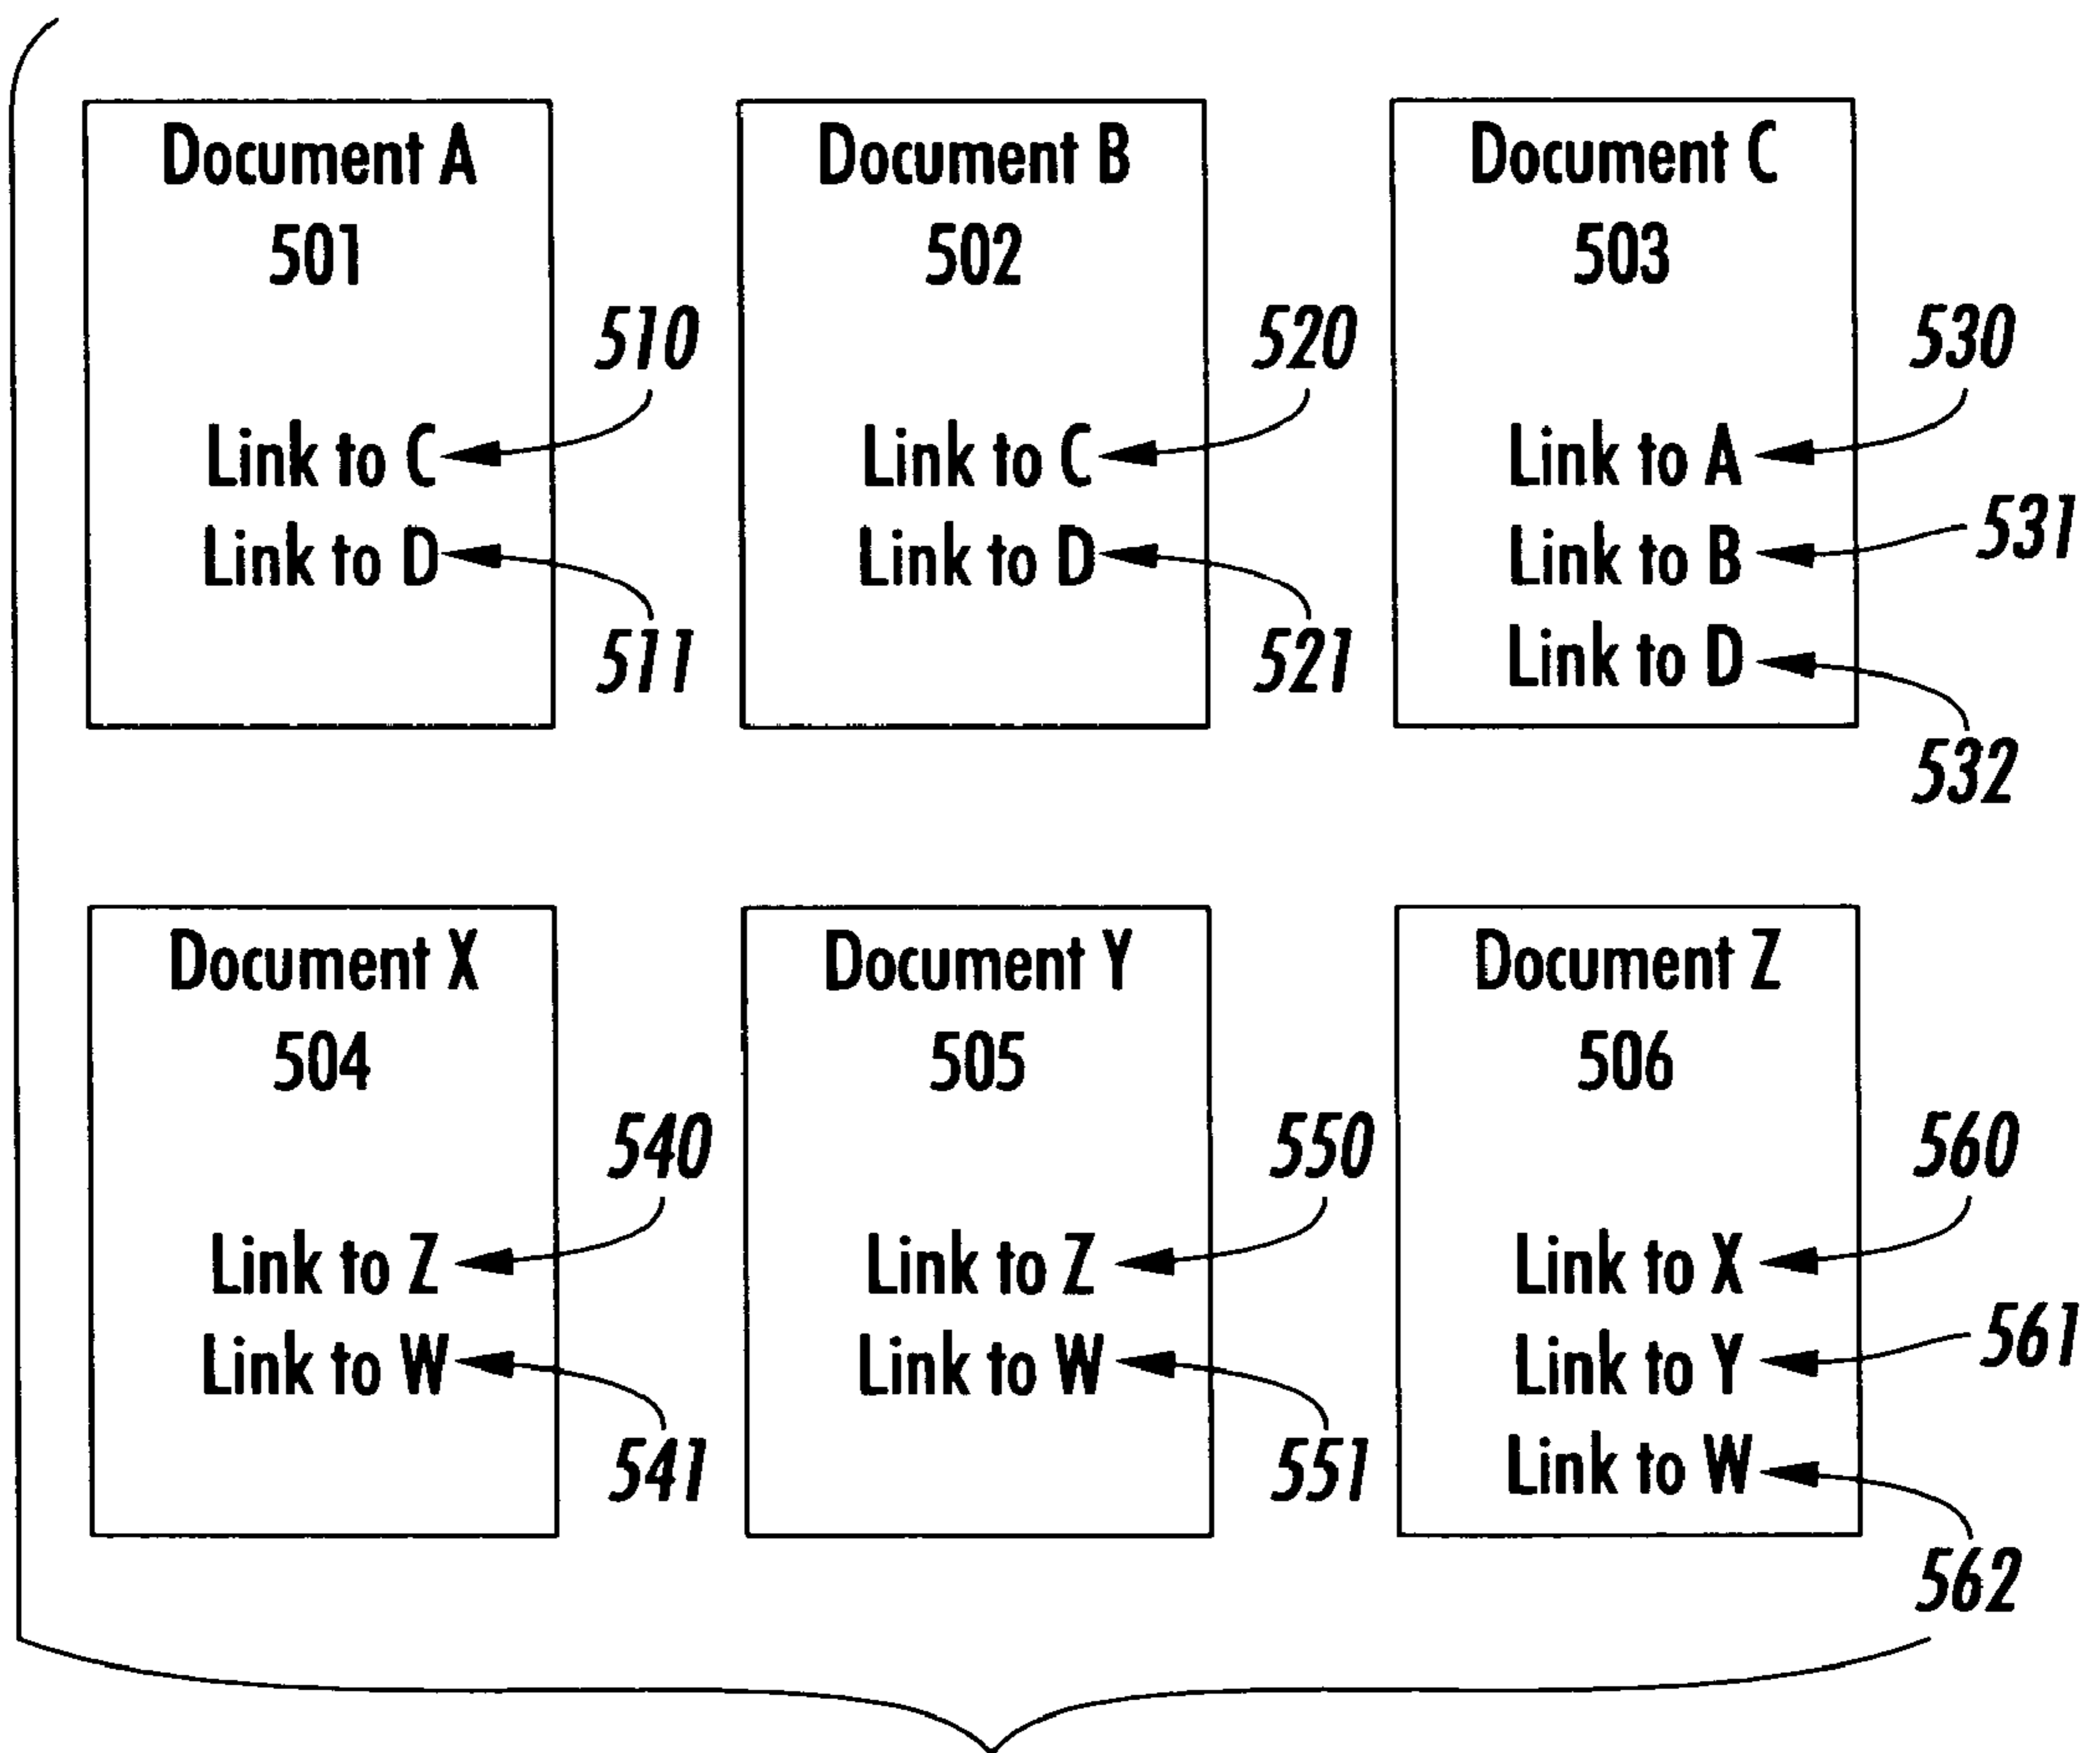 Document A
501
510
Link to C
Link to D
511
Document B
502
520
Link to C
Link to D
521
Document C
503
530
Link to A
531
Link to B
Link to D
532
Document X
504
540
Link to Z
Link to W
541
Document Y
505
550
Link to Z
Link to W
551
Document Z
506
560
Link to X
561
Link to Y
Link to W
562